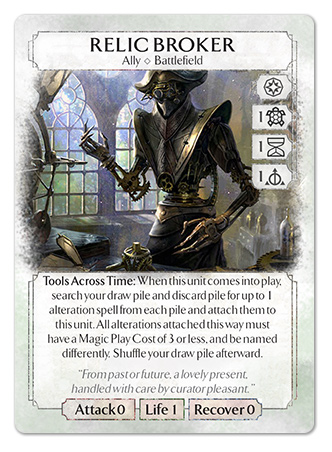 RELIC BROKER
Ally ◇ Battlefield
1
1
1
Tools Across Time: When this unit comes into play,
search your draw pile and discard pile for up to 1
alteration spell from each pile and attach them to
this unit. All alterations attached this way must
have a Magic Play Cost of 3 or less, and be named
differently. Shuffle your draw pile afterward.
"From past or future, a lovely present,
handled with care by curator pleasant."
Attack 0 Life 1 Recover 0